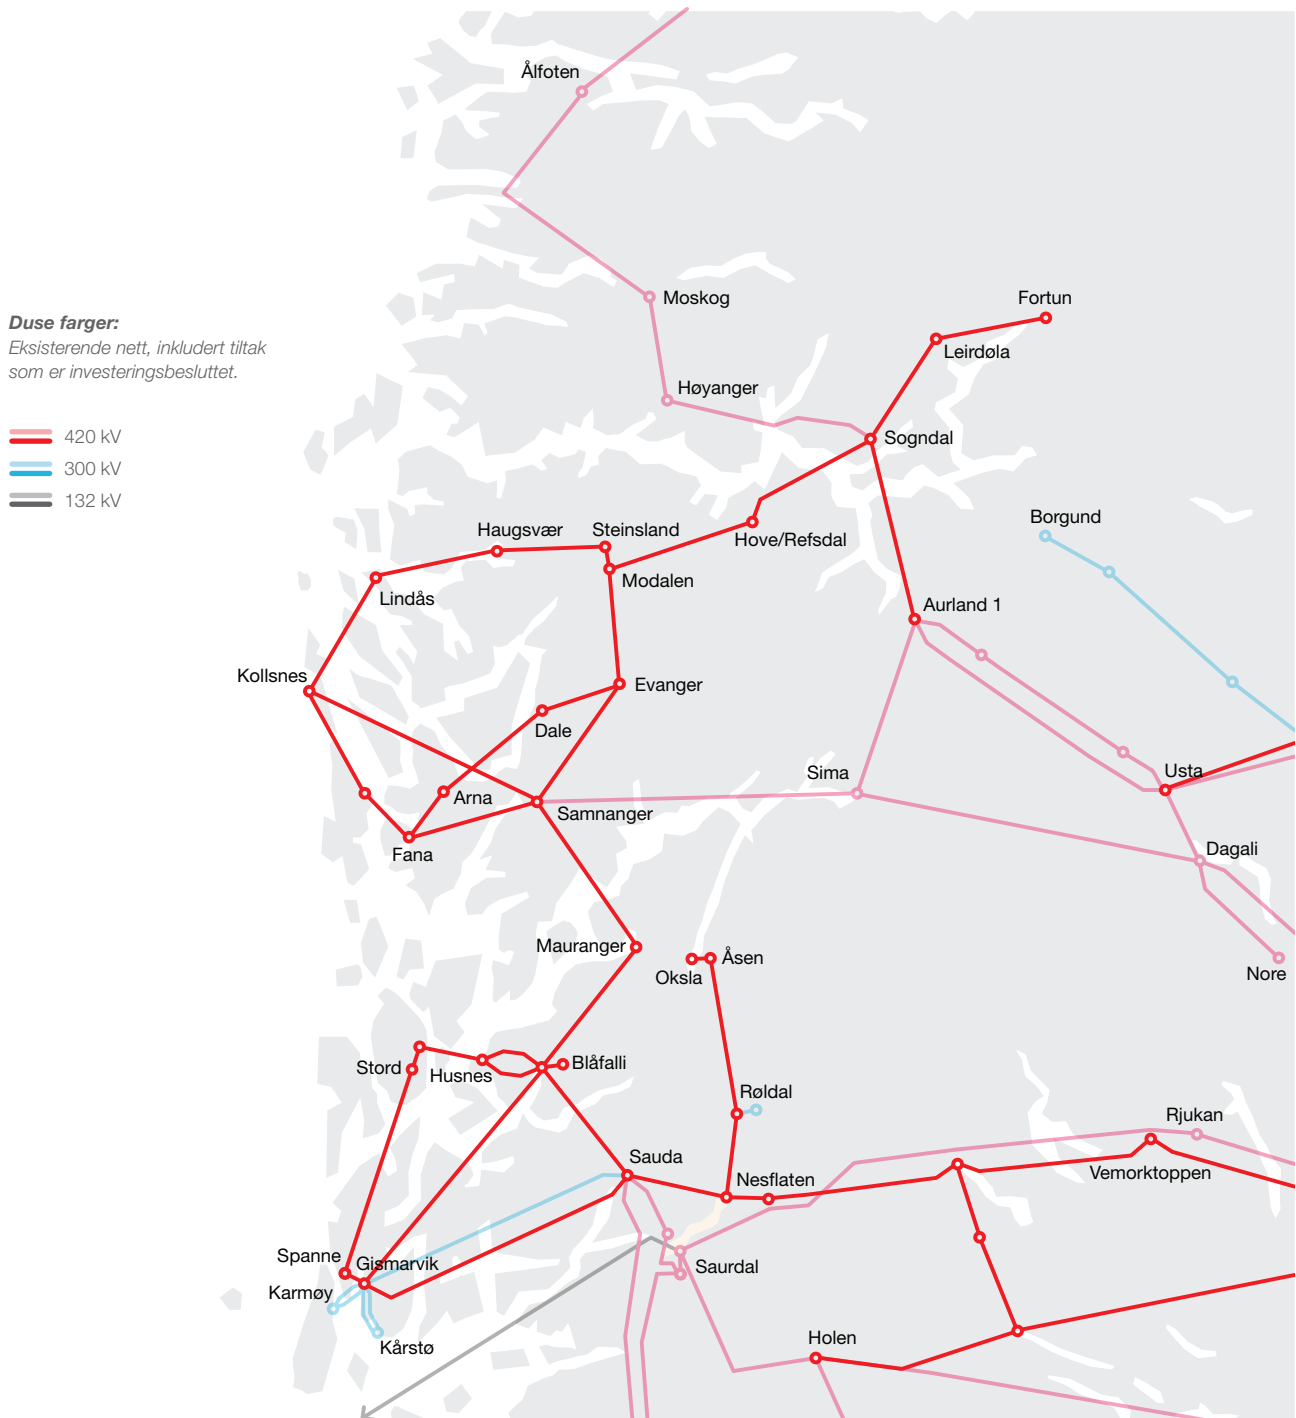 Ålfoten
Moskog
Fortun
Duse farger:
Eksisterende nett, inkludert tiltak
som er investeringsbesluttet.
Leirdøla
Høyanger
420 kV
Sogndal
300 kV
132 kV
Borgund
Haugsvær
Steinsland
Hove/Refsdal
Modalen
Lindås
Aurland 1
Kollsnes
Evanger
Dale
Sima
Usta
Arna
Samnanger
Fana
Dagali
Mauranger
Åsen
Oksla
Nore
Stord
Husnes
Blåfalli
Røldal
Rjukan
Sauda
Vemorktoppen
Nesflaten
Spanne
Gismarvik
Saurdal
Karmøy
Holen
Kårstø